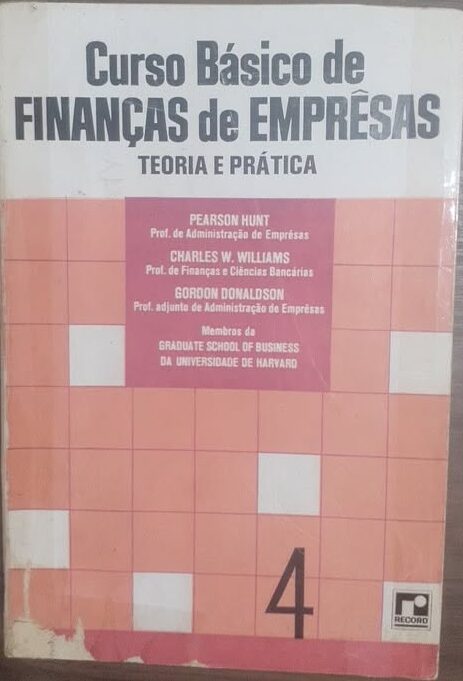 Curso Básico de
FINANÇAS de EMPRÊSAS
TEORIA E PRÁTICA
PEARSON HUNT
Prof. de Administração de Emprêsas
CHARLES W. WILLIAMS
Prof. de Finanças e Ciências Bancárias
GORDON DONALDSON
Prof. adjunto de Administração de Emprêsas
Membros da
GRADUATE SCHOOL OF BUSINESS
DA UNIVERSIDADE DE HARVARD
4
RECORD